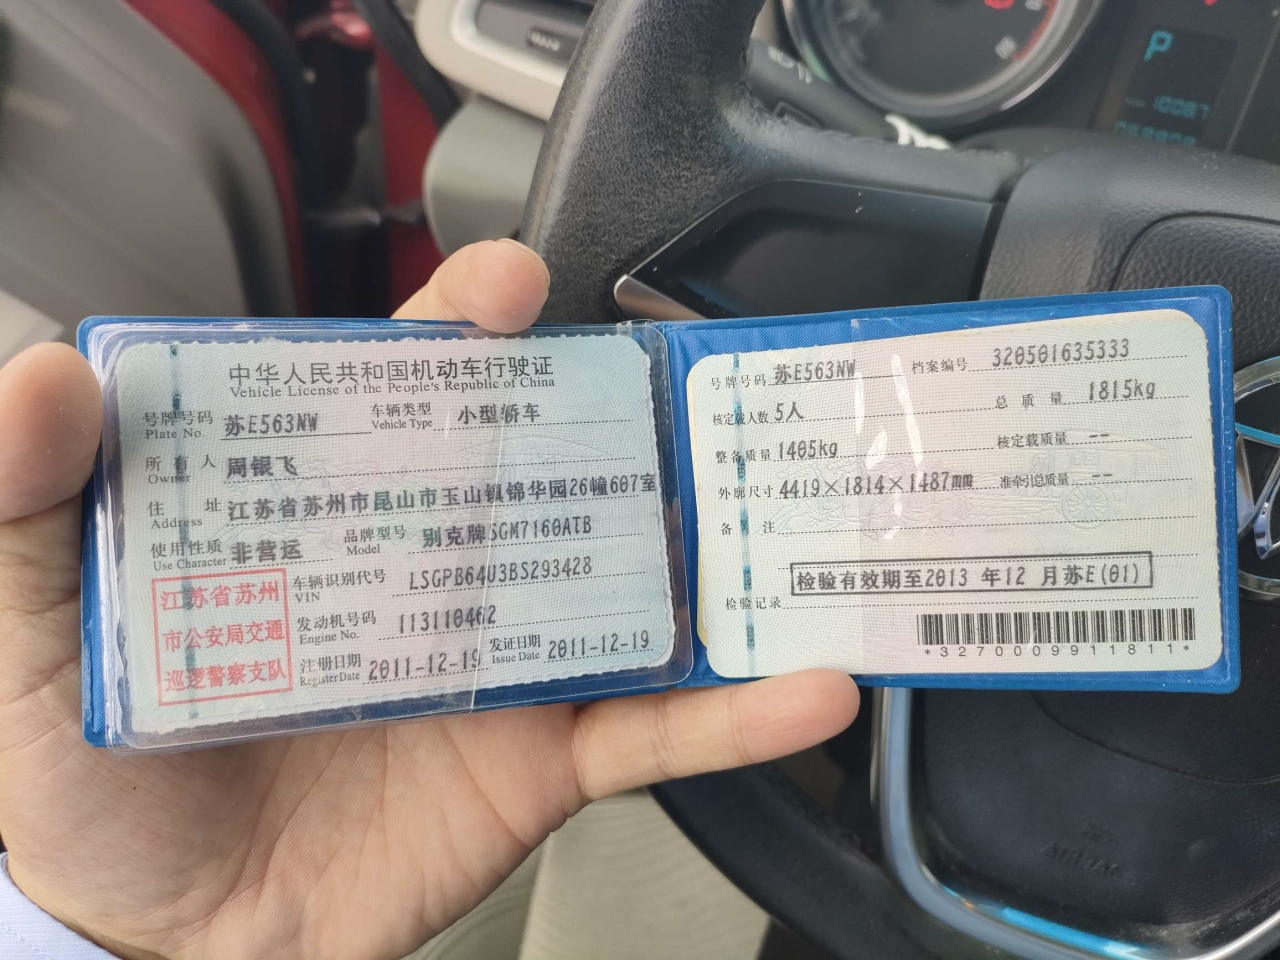 中华人民共和国机动车行驶证
Vehicle License of the People's Republic of China
号牌号码 苏E563NW 车辆类型 小型轿车
Plate No. Vehicle Type
所有人 周银飞
Owner
住址 江苏省苏州市昆山市玉山镇锦华园26幢607室
Address
使用性质 非营运 品牌型号 别克牌SGM7160ATB
Use Character Model
江苏省苏州
市公安局交通
巡逻警察支队
车辆识别代号 LSGPB64U3BS293428
VIN
发动机号码 113110462
Engine No.
注册日期 2011-12-19 发证日期 2011-12-19
Register Date Issue Date
号牌号码 苏E563NW 档案编号 320501635333
核定载人数 5人 总质量 1815kg
整备质量 1405kg 核定载质量 --
外廓尺寸 4419×1814×1487mm 准牵引总质量 --
备注
检验有效期至2013 年12 月苏E(01)
检验记录
*3270009911811*
P
AIRBAG